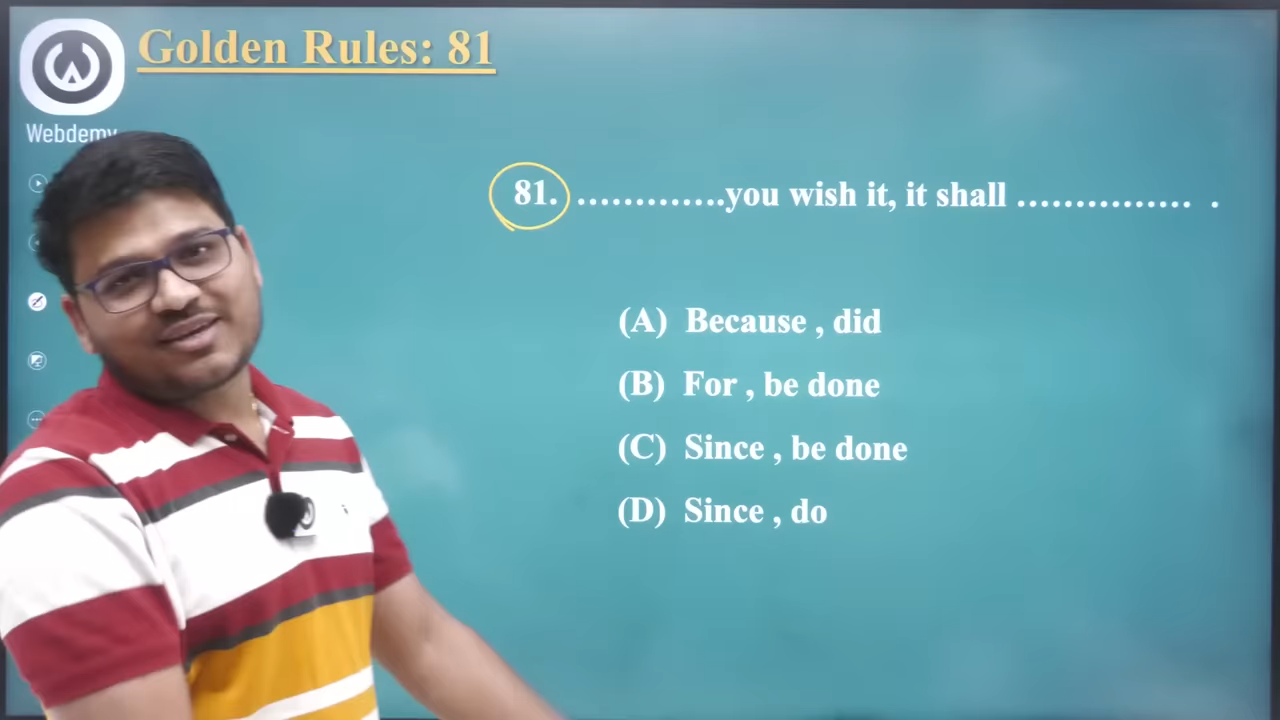 Golden Rules: 81
Webdemy
81. .............you wish it, it shall ............... .
(A) Because , did
(B) For , be done
(C) Since , be done
(D) Since , do